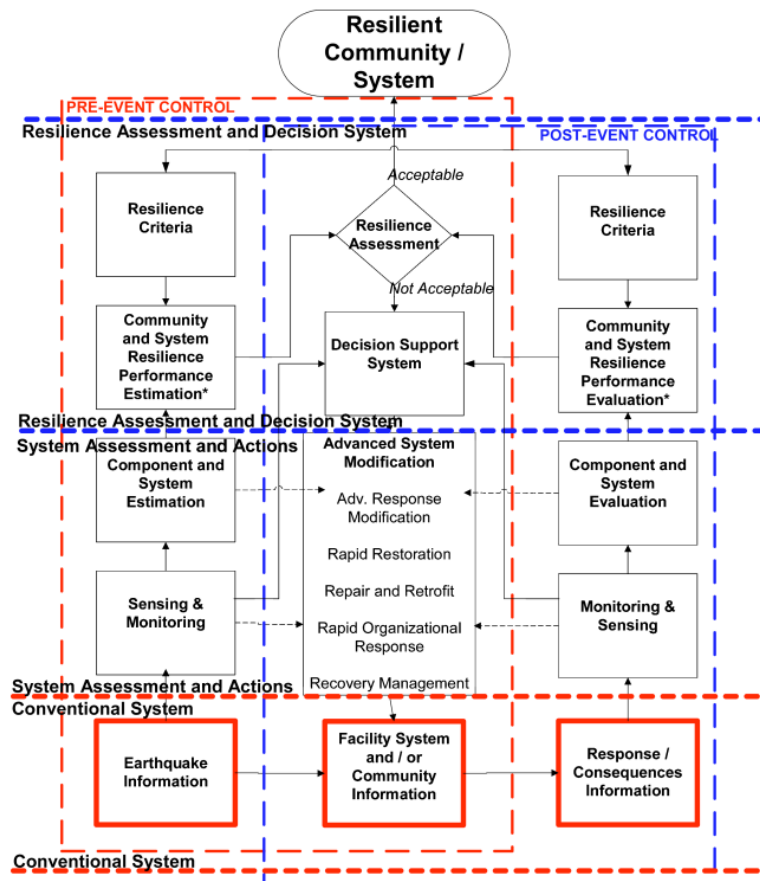 Resilient
Community /
System
PRE-EVENT CONTROL
Resilience Assessment and Decision System
POST-EVENT CONTROL
Acceptable
Resilience
Criteria
Resilience
Assessment
Resilience
Criteria
Not Acceptable
Community
and System
Resilience
Performance
Estimation*
Decision Support
System
Community
and System
Resilience
Performance
Evaluation*
Resilience Assessment and Decision System
System Assessment and Actions
Component and
System
Estimation
Advanced System
Modification
Adv. Response
Modification
Rapid Restoration
Repair and Retrofit
Rapid Organizational
Response
Recovery Management
Component and
System
Evaluation
Sensing &
Monitoring
Monitoring &
Sensing
System Assessment and Actions
Conventional System
Earthquake
Information
Facility System
and / or
Community
Information
Response /
Consequences
Information
Conventional System